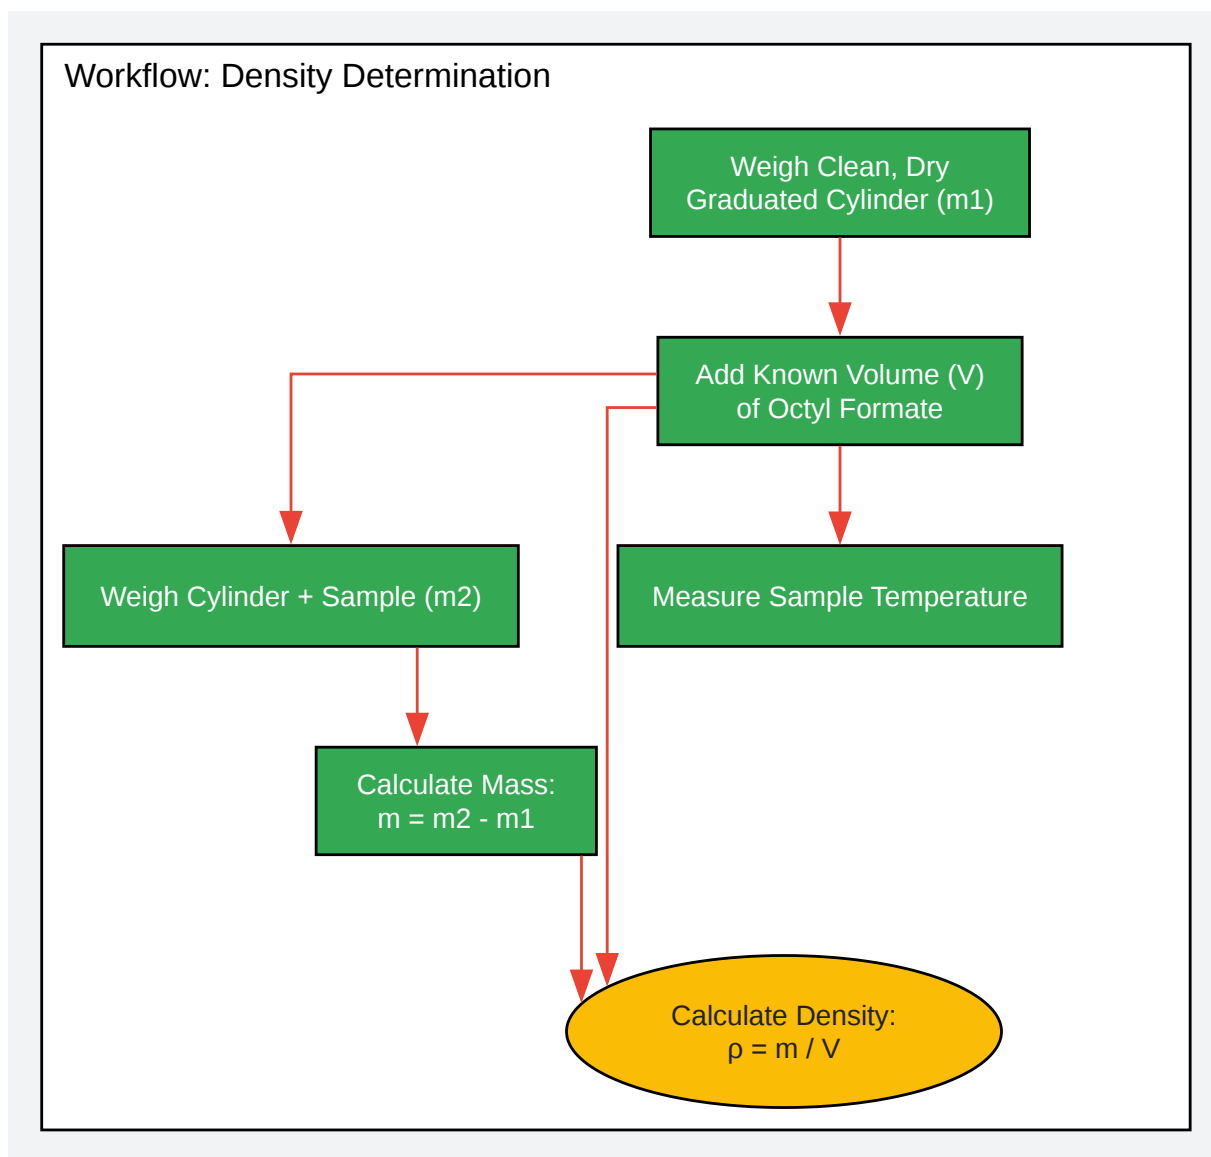 Workflow: Density Determination
Weigh Clean, Dry
Graduated Cylinder (m1)
Add Known Volume (V)
of Octyl Formate
Weigh Cylinder + Sample (m2)
Measure Sample Temperature
Calculate Mass:
m = m2 - m1
Calculate Density:
ρ = m / V